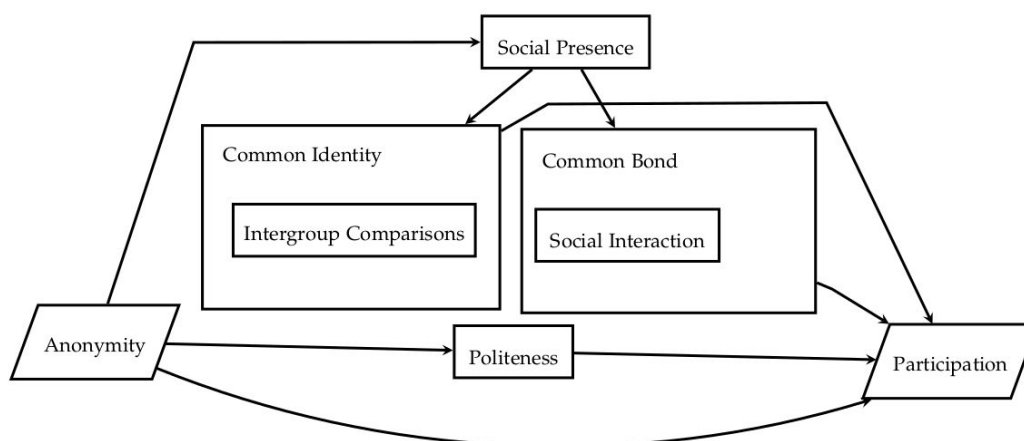 Social Presence
Common Identity
Common Bond
Intergroup Comparisons
Social Interaction
Anonymity
Politeness
Participation